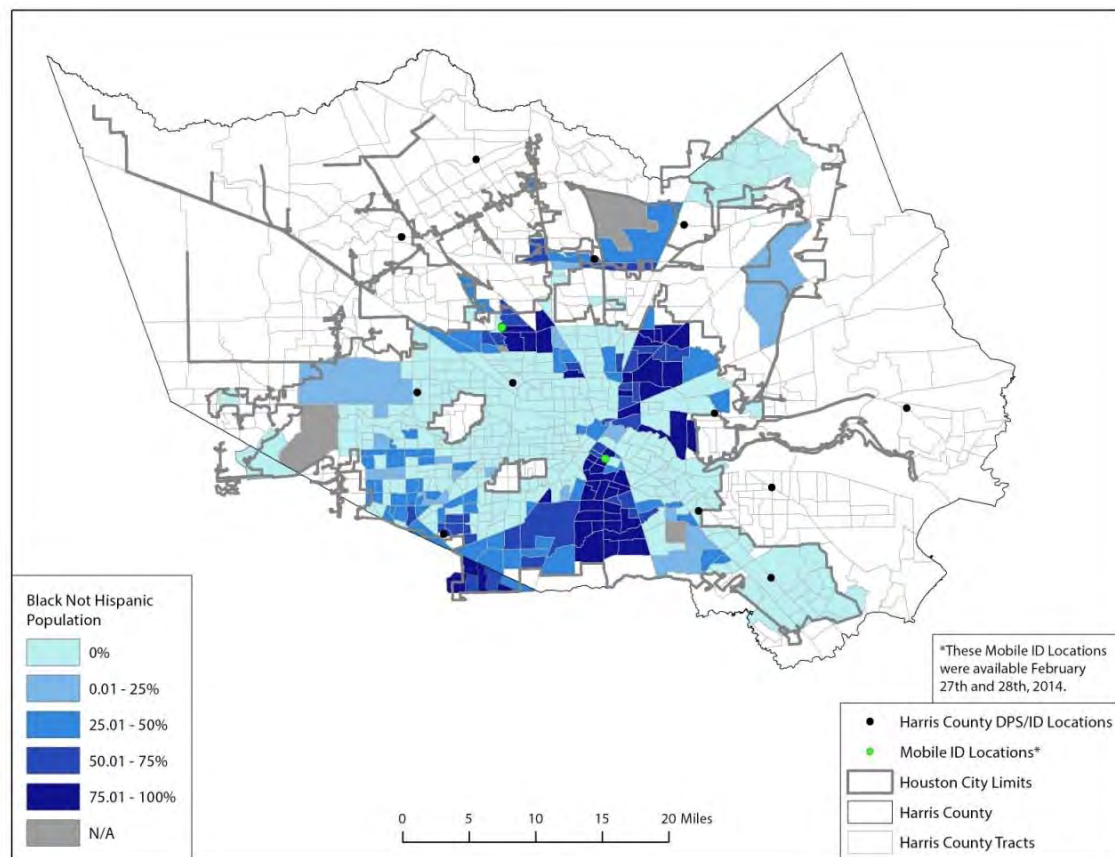 Black Not Hispanic
Population
0%
0.01 - 25%
25.01 - 50%
50.01 - 75%
75.01 - 100%
N/A
0 5 10 15 20 Miles
*These Mobile ID Locations
were available February
27th and 28th, 2014.
Harris County DPS/ID Locations
Mobile ID Locations*
Houston City Limits
Harris County
Harris County Tracts